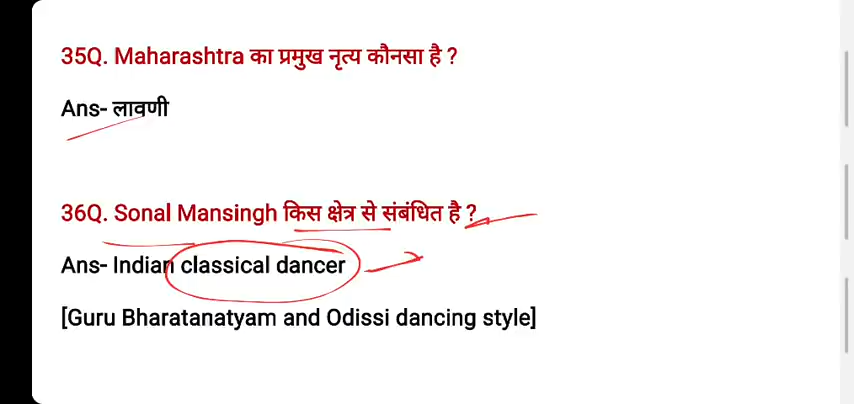 35Q. Maharashtra का प्रमुख नृत्य कौनसा है ?
Ans- लावणी
36Q. Sonal Mansingh किस क्षेत्र से संबंधित है ?
Ans- Indian classical dancer
[Guru Bharatanatyam and Odissi dancing style]